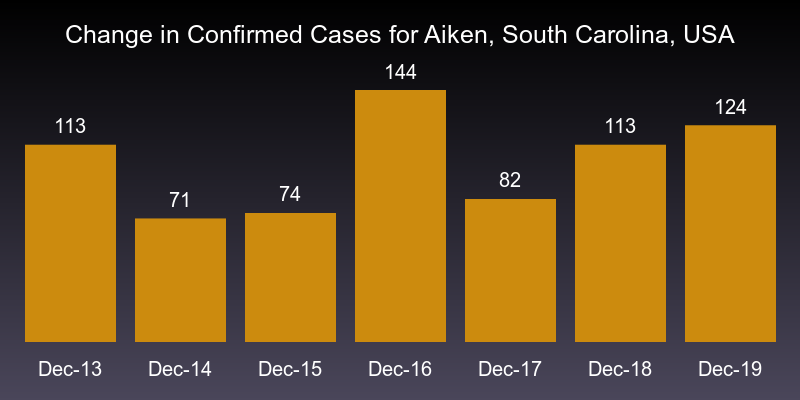 Change in Confirmed Cases for Aiken, South Carolina, USA
113
71
74
144
82
113
124
Dec-13
Dec-14
Dec-15
Dec-16
Dec-17
Dec-18
Dec-19